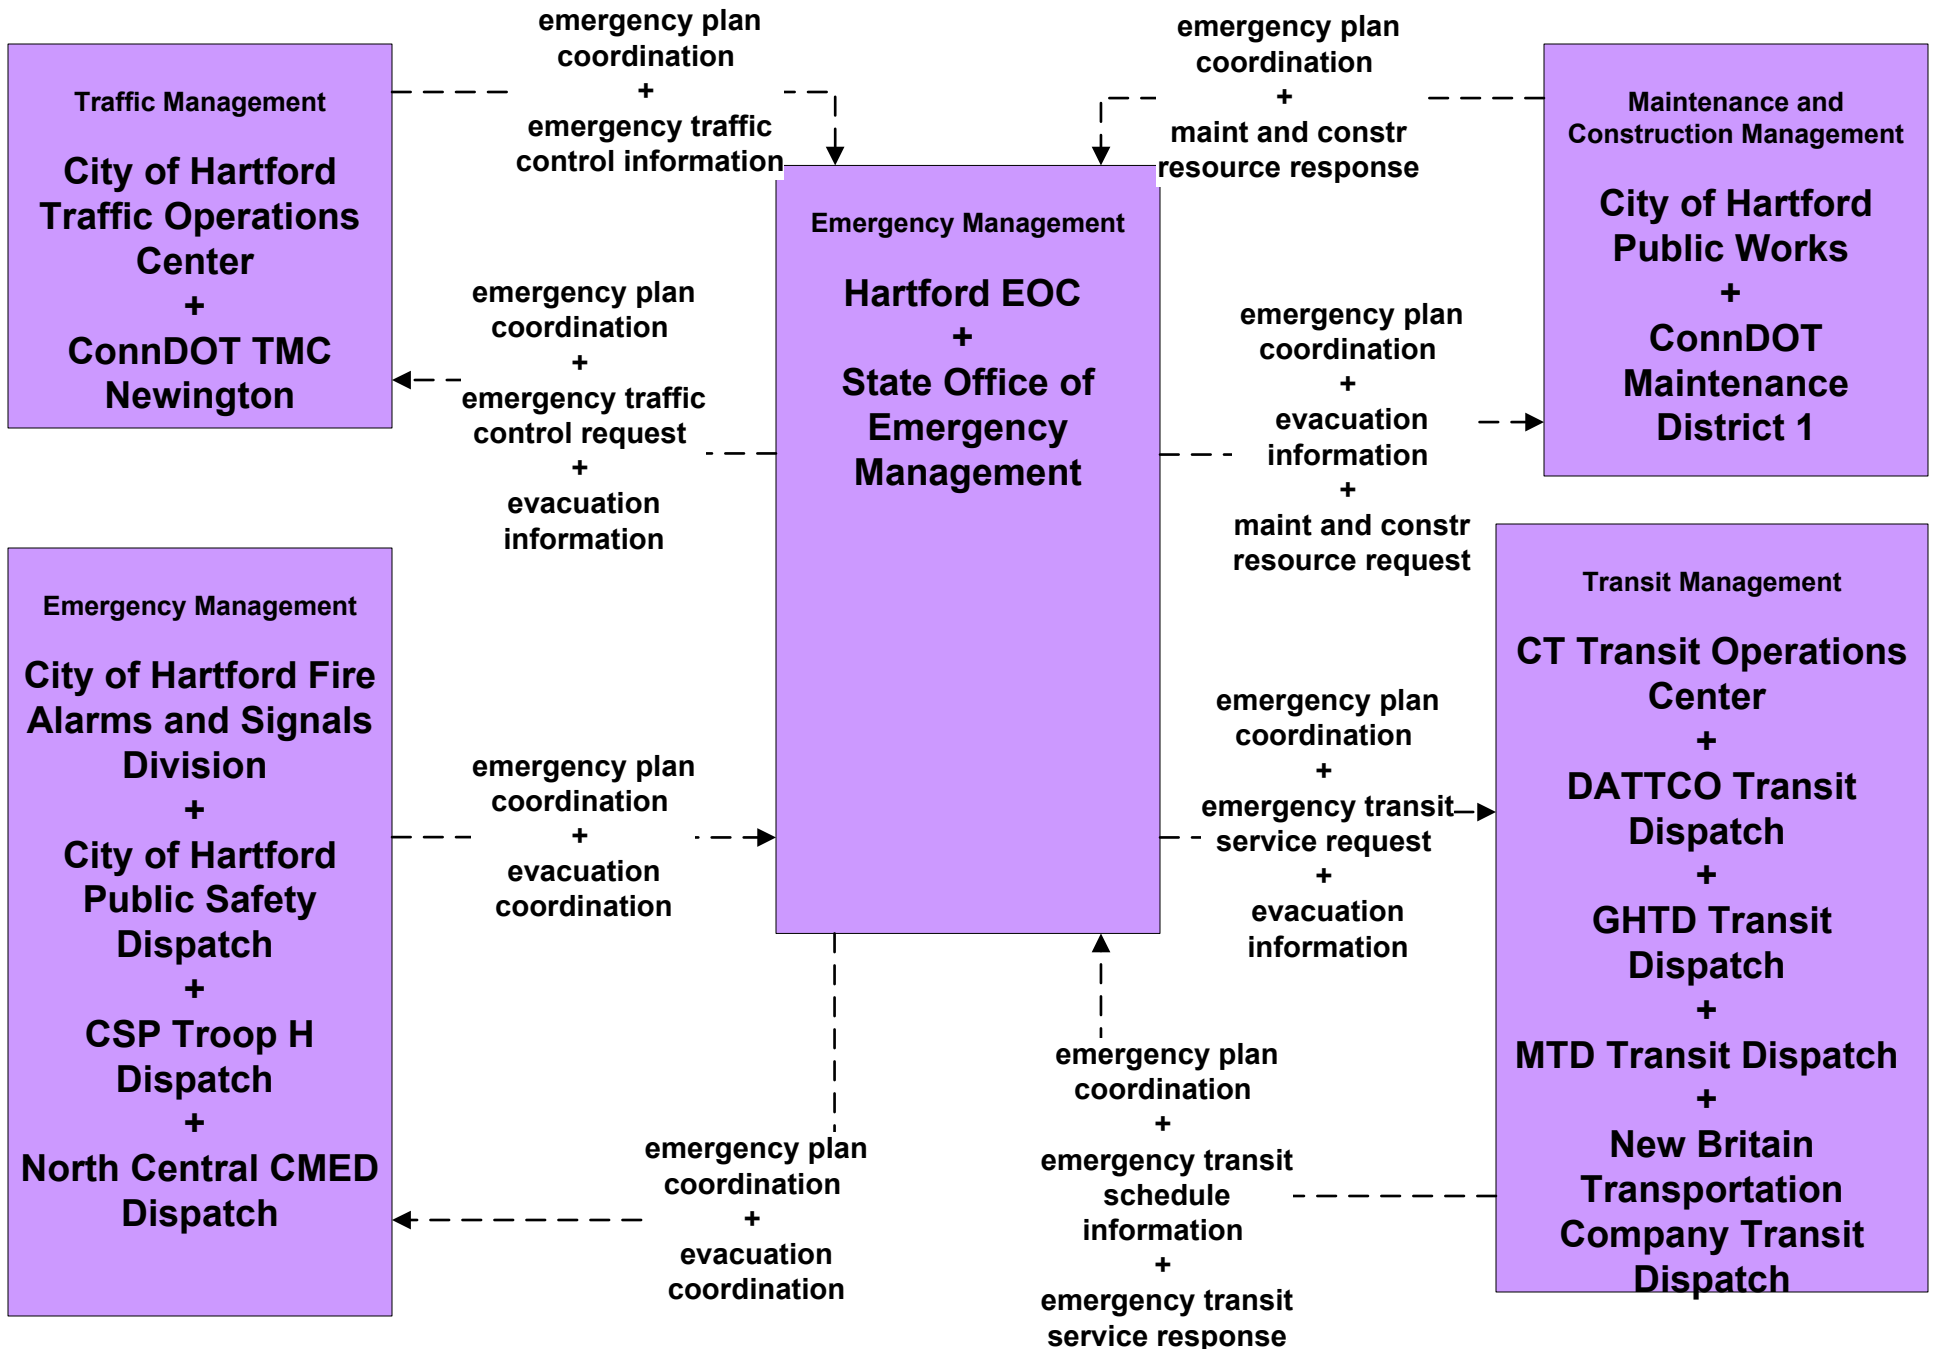 emergency plan
coordination
+
emergency traffic
control information
emergency plan
coordination
+
maint and constr
resource response
Traffic Management
City of Hartford
Traffic Operations
Center
+
ConnDOT TMC
Newington
Maintenance and
Construction Management
City of Hartford
Public Works
+
ConnDOT
Maintenance
District 1
Emergency Management
Hartford EOC
+
State Office of
Emergency
Management
emergency plan
coordination
+
emergency traffic
control request
+
evacuation
information
emergency plan
coordination
+
evacuation
information
+
maint and constr
resource request
Emergency Management
City of Hartford Fire
Alarms and Signals
Division
+
City of Hartford
Public Safety
Dispatch
+
CSP Troop H
Dispatch
+
North Central CMED
Dispatch
emergency plan
coordination
+
evacuation
coordination
emergency plan
coordination
+
emergency transit
service request
+
evacuation
information
Transit Management
CT Transit Operations
Center
+
DATTCO Transit
Dispatch
+
GHTD Transit
Dispatch
+
MTD Transit Dispatch
+
New Britain
Transportation
Company Transit
Dispatch
emergency plan
coordination
+
evacuation
coordination
emergency plan
coordination
+
emergency transit
schedule
information
+
emergency transit
service response